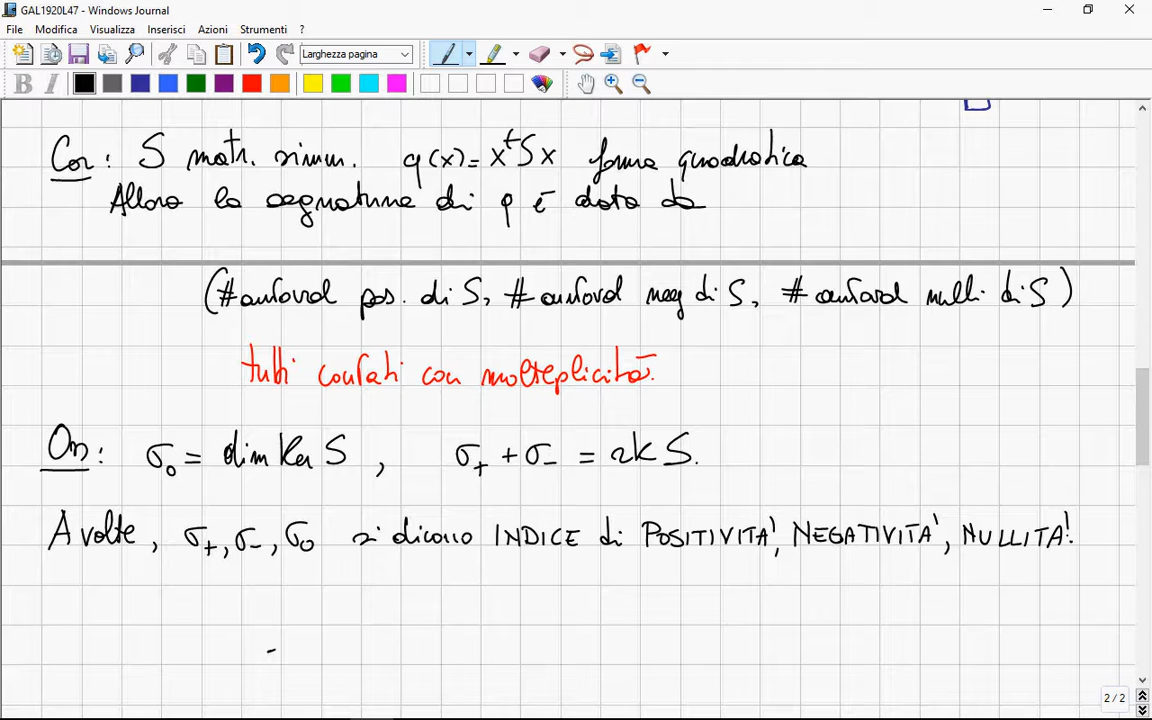 GAL1920L47 - Windows Journal
File Modifica Visualizza Inserisci Azioni Strumenti ?
Larghezza pagina
B I
Cor: S matr. simm. q(x) = xᵗSx forma quadratica
Allora la segnatura di q è data da
(#autoval pos. di S, #autoval neg di S, #autoval nulli di S)
tutti contati con molteplicità.
Oss: σ₀ = dim Ker S, σ₊ + σ₋ = rk S.
A volte, σ₊, σ₋, σ₀ si dicono INDICE di POSITIVITA', NEGATIVITA', NULLITA'.
2 / 2